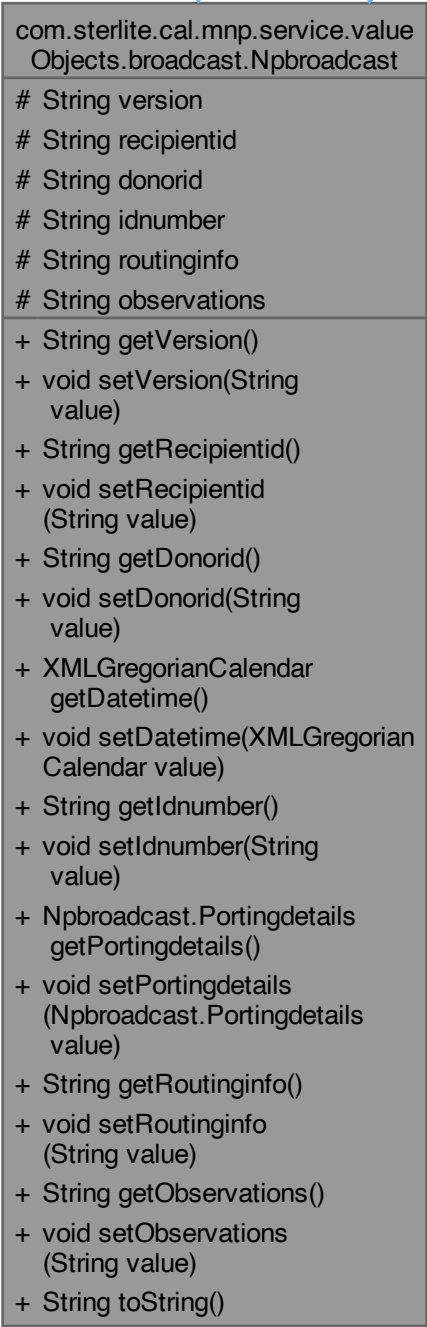 com.sterlite.cal.mnp.service.value
Objects.broadcast.Npbroadcast
# String version
# String recipientid
# String donorid
# String idnumber
# String routinginfo
# String observations
+ String getVersion()
+ void setVersion(String
value)
+ String getRecipientid()
+ void setRecipientid
(String value)
+ String getDonorid()
+ void setDonorid(String
value)
+ XMLGregorianCalendar
getDatetime()
+ void setDatetime(XMLGregorian
Calendar value)
+ String getIdnumber()
+ void setIdnumber(String
value)
+ Npbroadcast.Portingdetails
getPortingdetails()
+ void setPortingdetails
(Npbroadcast.Portingdetails
value)
+ String getRoutinginfo()
+ void setRoutinginfo
(String value)
+ String getObservations()
+ void setObservations
(String value)
+ String toString()